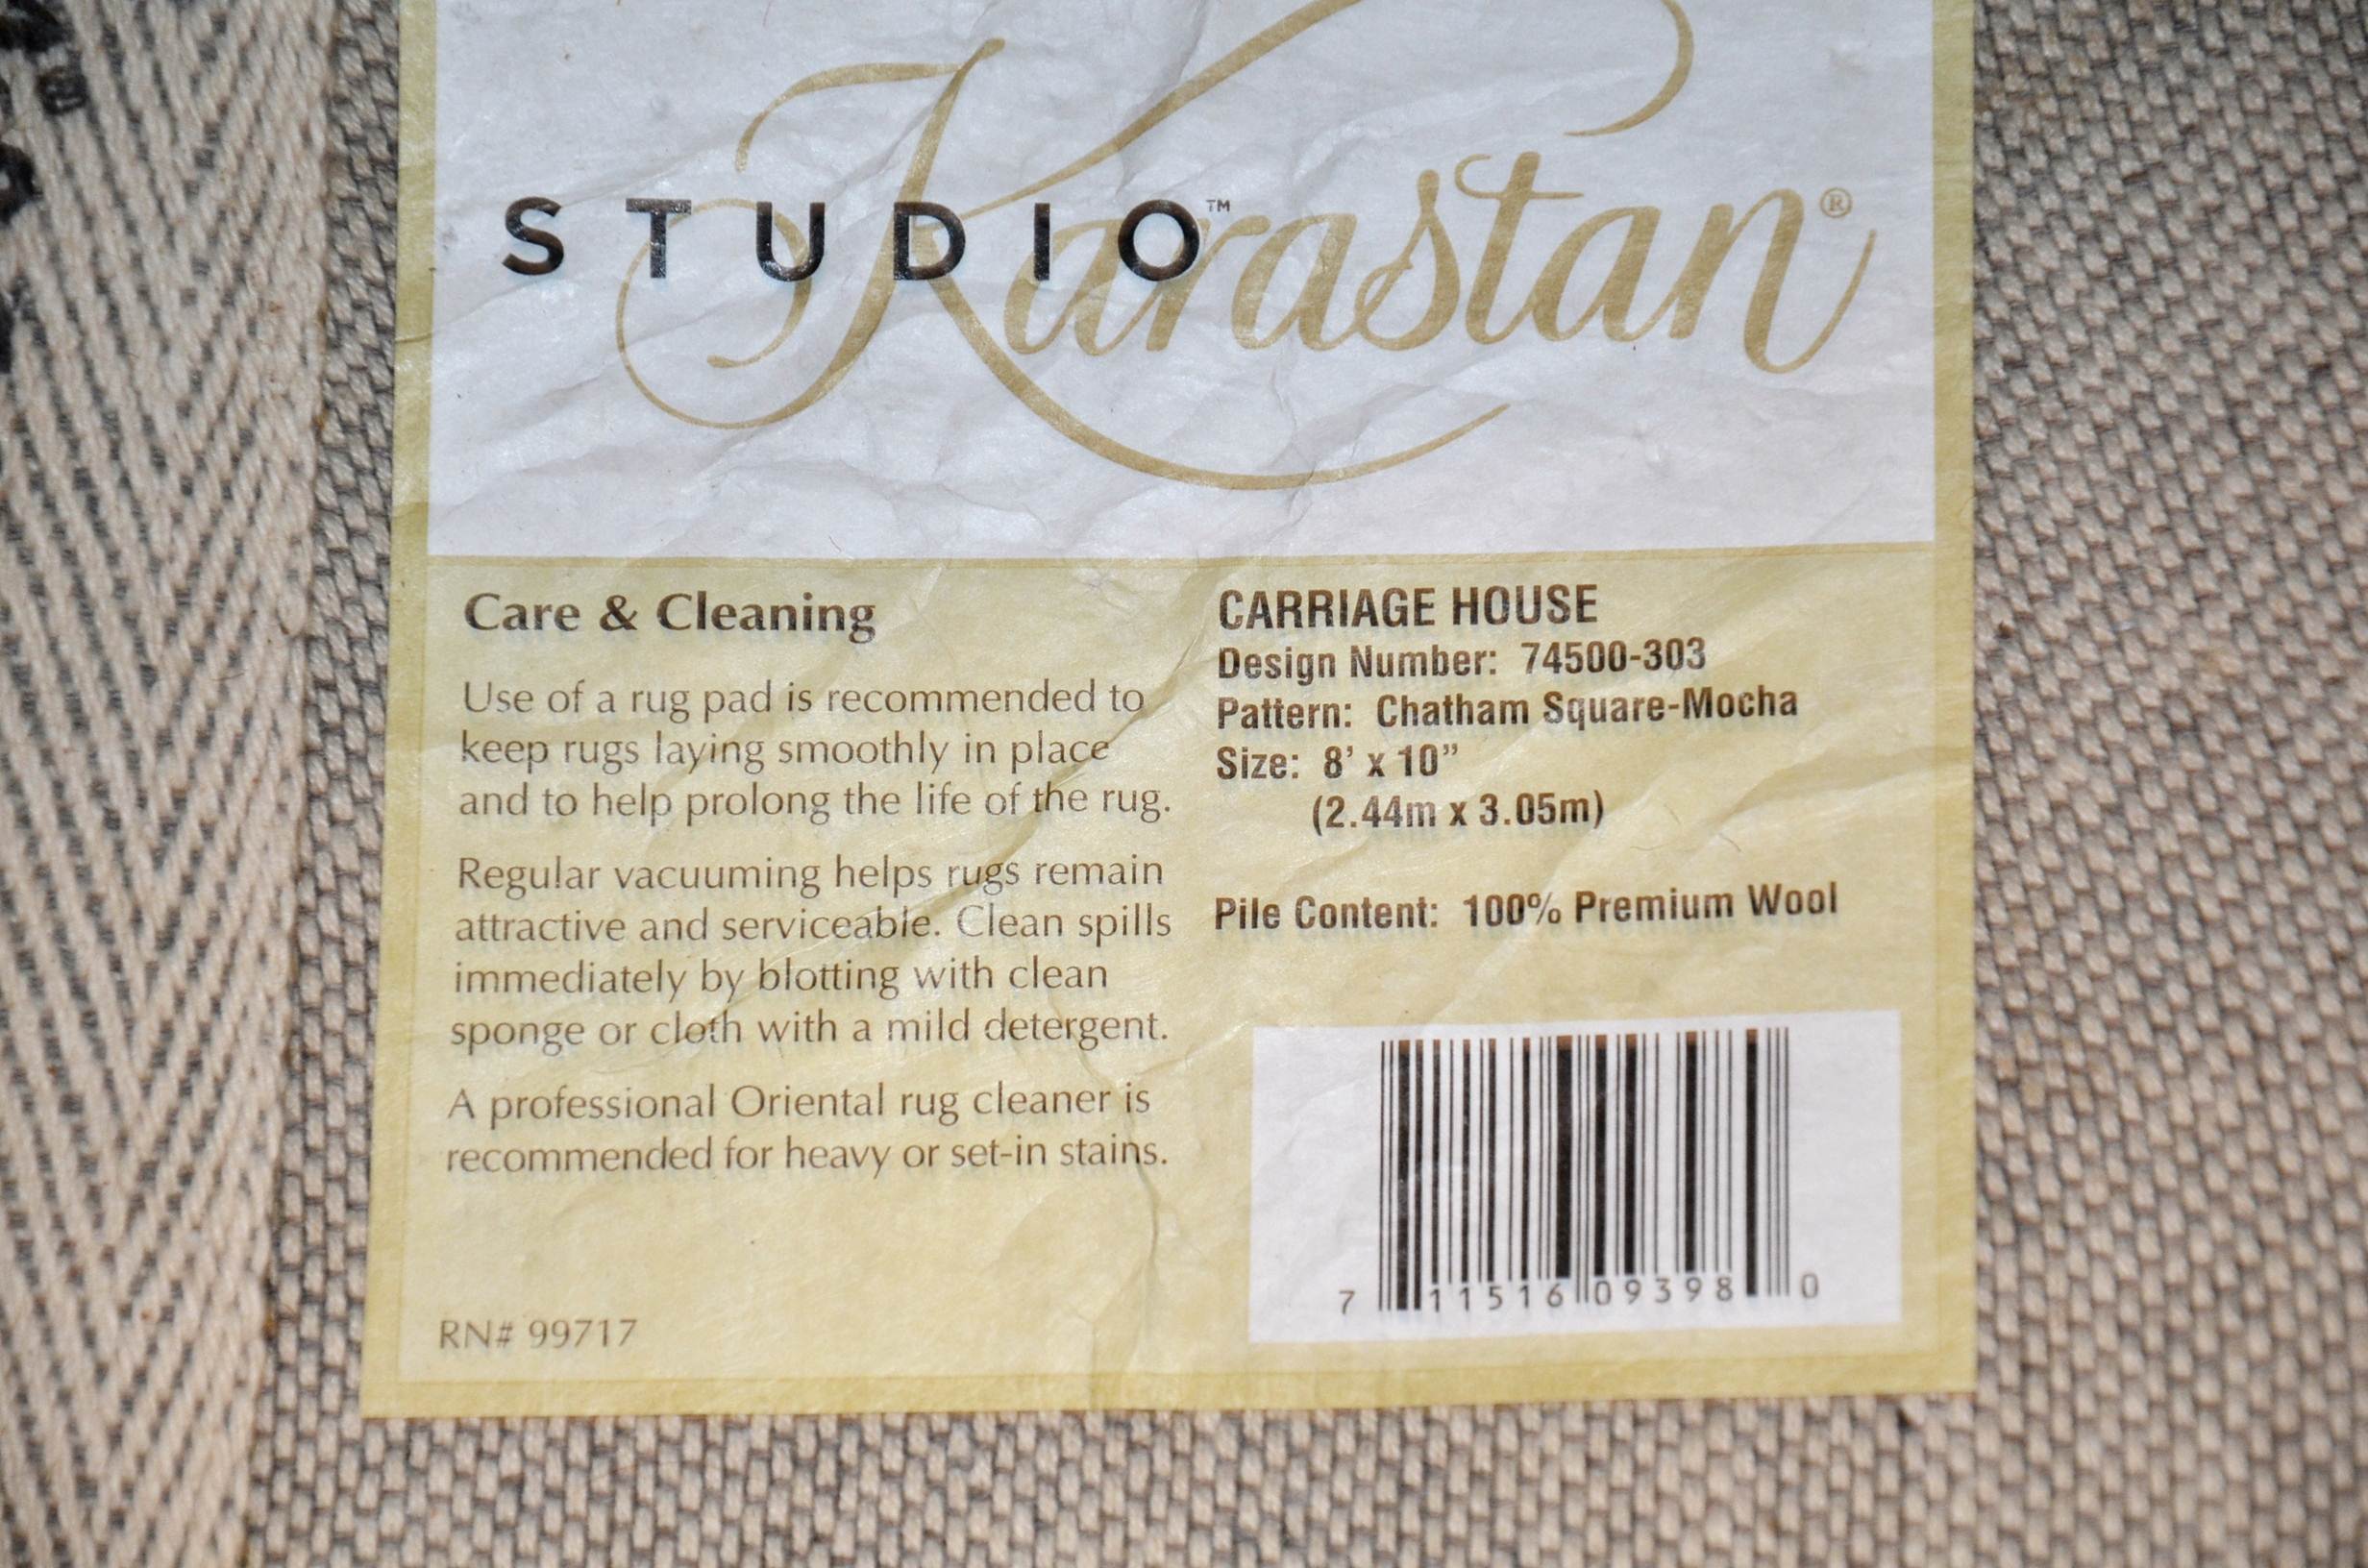 STUDIO™
Karastan®
Care & Cleaning
Use of a rug pad is recommended to
keep rugs laying smoothly in place
and to help prolong the life of the rug.
Regular vacuuming helps rugs remain
attractive and serviceable. Clean spills
immediately by blotting with clean
sponge or cloth with a mild detergent.
A professional Oriental rug cleaner is
recommended for heavy or set-in stains.
RN# 99717
CARRIAGE HOUSE
Design Number: 74500-303
Pattern: Chatham Square-Mocha
Size: 8’ x 10”
(2.44m x 3.05m)
Pile Content: 100% Premium Wool
7 11516 09398 0